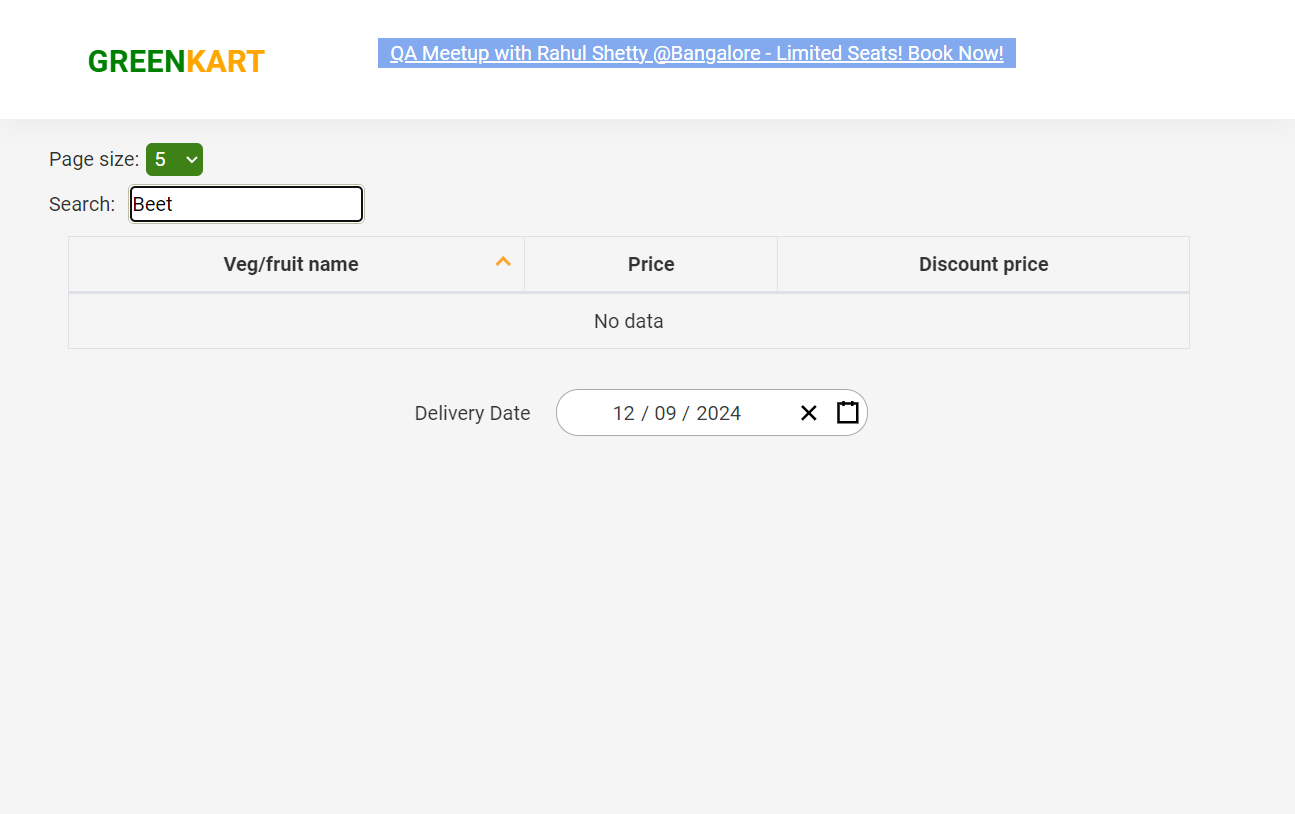 GREENKART
QA Meetup with Rahul Shetty @Bangalore - Limited Seats! Book Now!
Page size: 5
Search: Beet
Veg/fruit name Price Discount price
No data
Delivery Date 12 / 09 / 2024